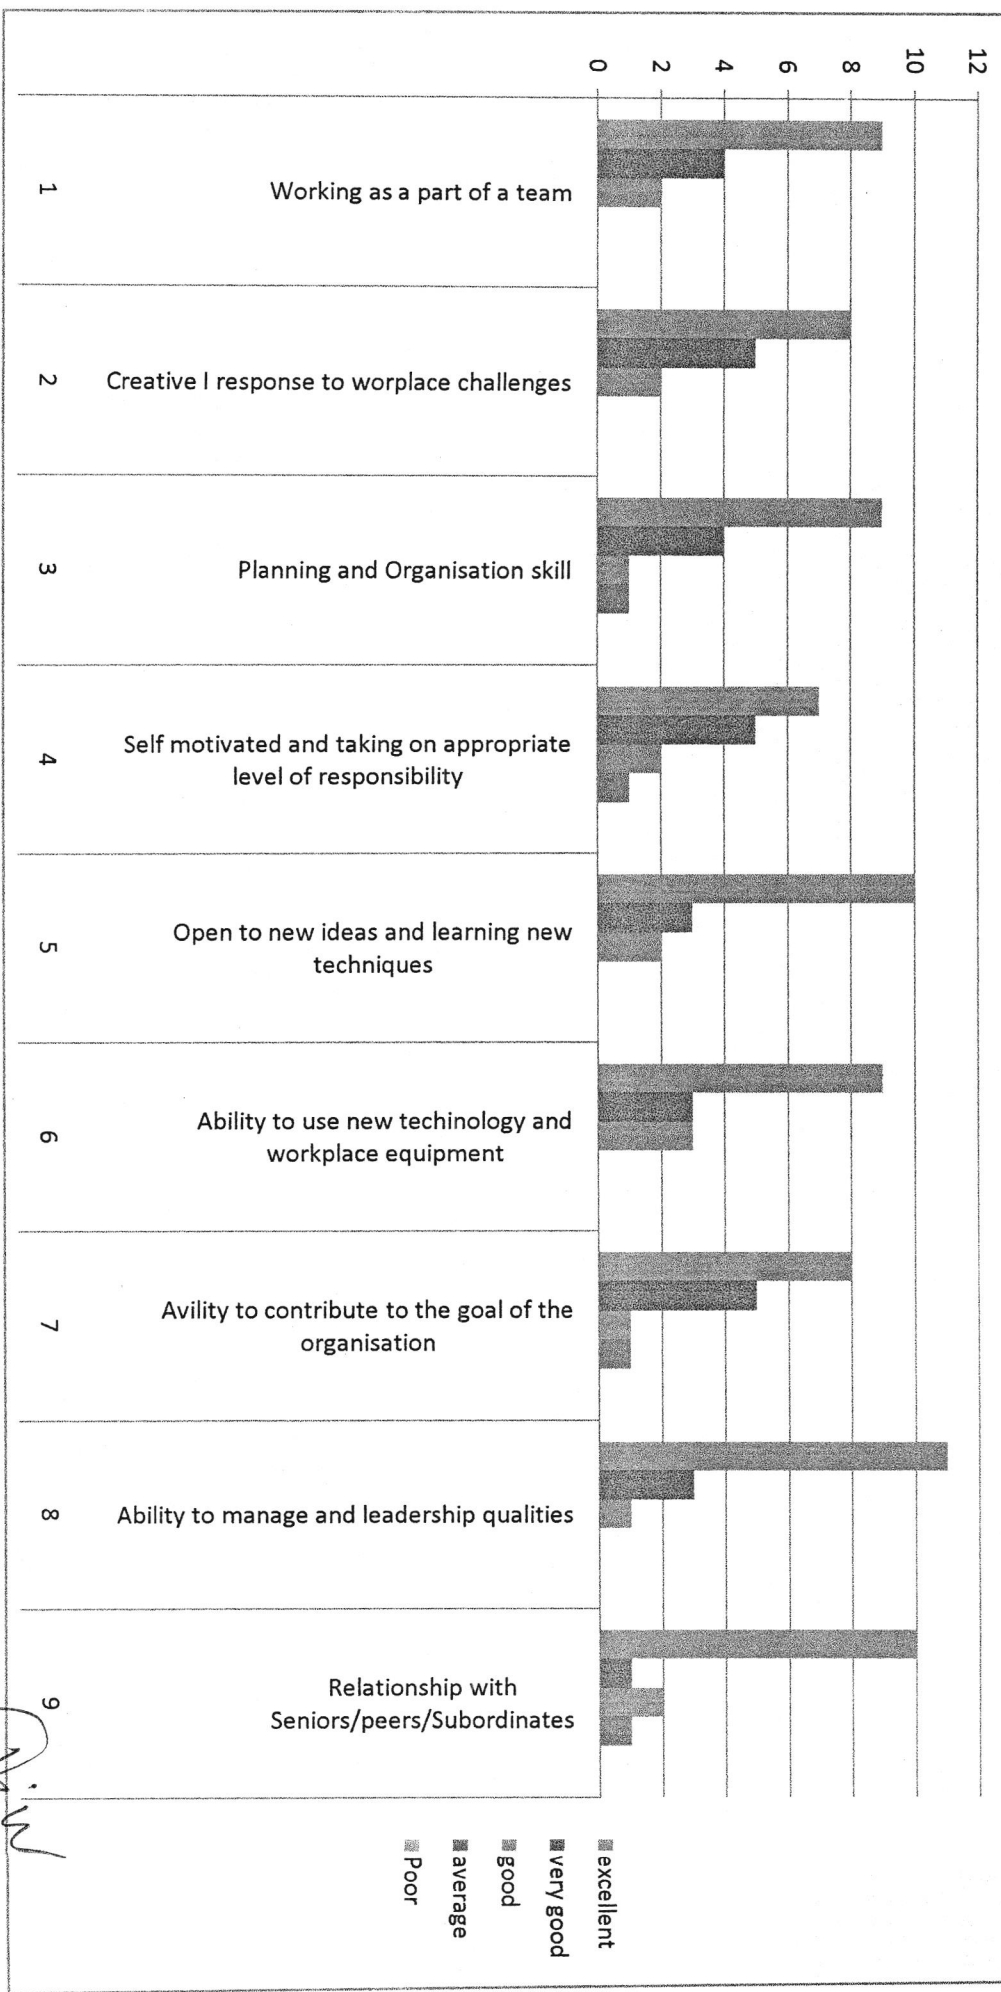 12
10
8
6
4
2
0
Working as a part of a team
1
Creative I response to worplace challenges
2
Planning and Organisation skill
3
Self motivated and taking on appropriate
level of responsibility
4
Open to new ideas and learning new
techniques
5
Ability to use new techinology and
workplace equipment
6
Avility to contribute to the goal of the
organisation
7
Ability to manage and leadership qualities
8
Relationship with
Seniors/peers/Subordinates
9
excellent
very good
good
average
Poor